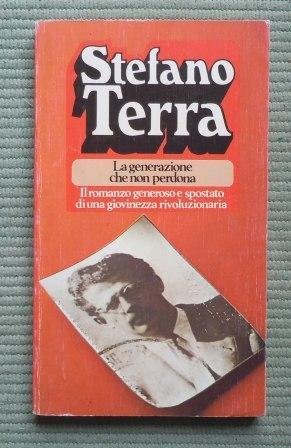 Stefano
Terra
La generazione
che non perdona
Il romanzo generoso e spostato
di una giovinezza rivoluzionaria